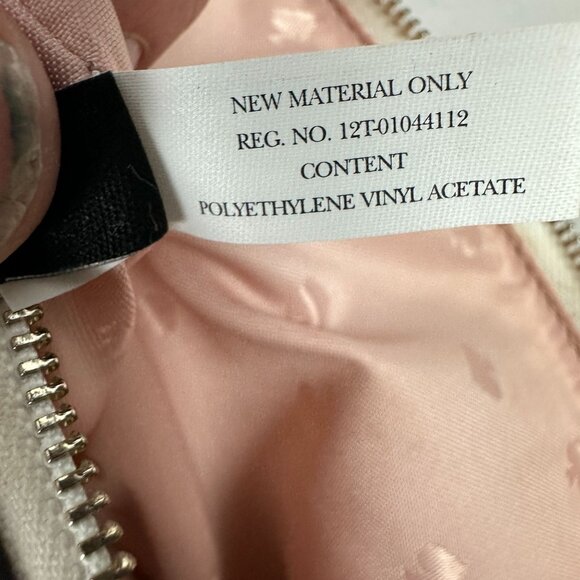 NEW MATERIAL ONLY
REG. NO. 12T-01044112
CONTENT
POLYETHYLENE VINYL ACETATE